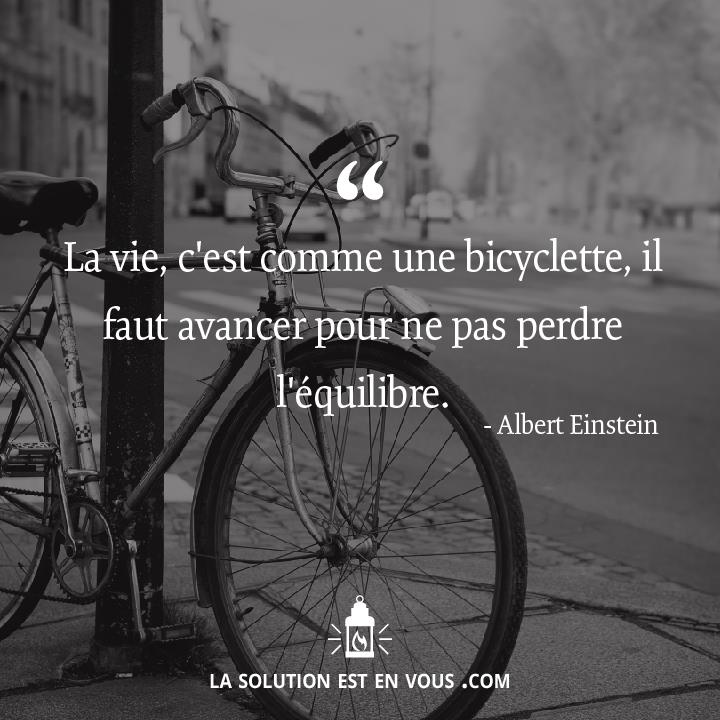 “
La vie, c'est comme une bicyclette, il
faut avancer pour ne pas perdre
l'équilibre.
- Albert Einstein
LA SOLUTION EST EN VOUS .COM